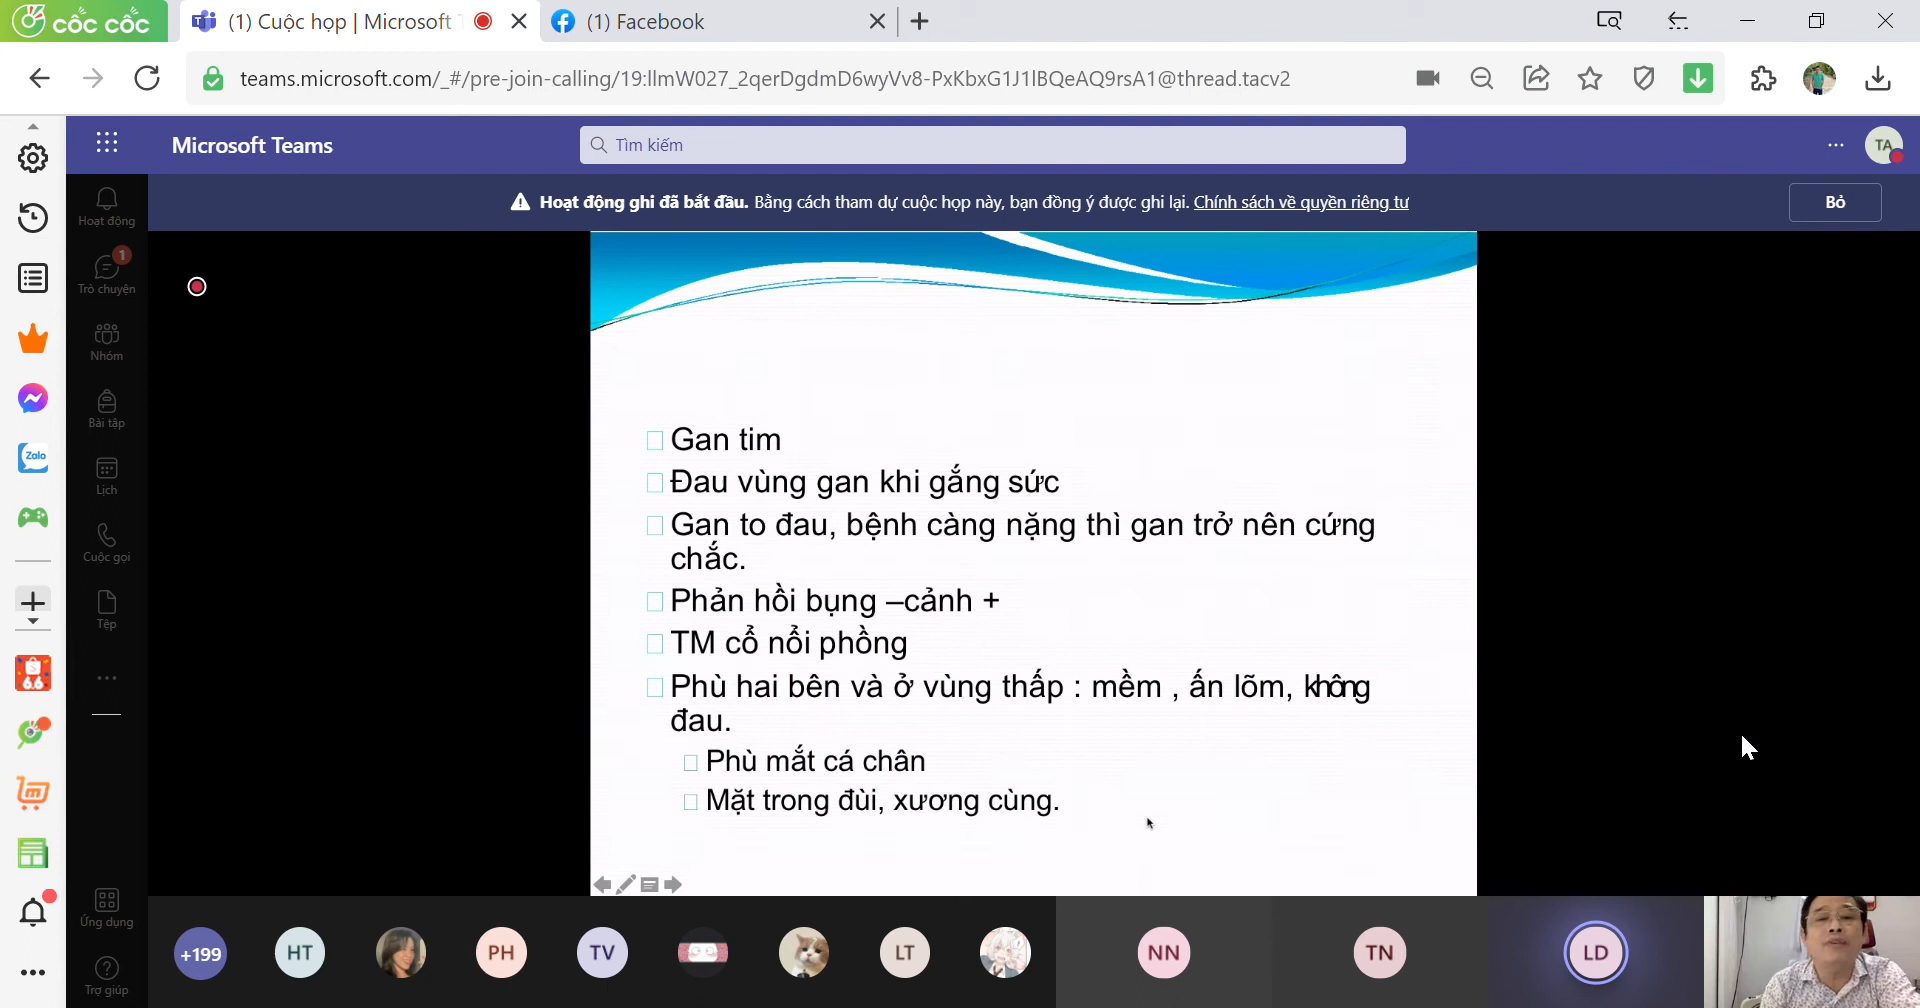 cốc cốc
(1) Cuộc họp | Microsoft T
(1) Facebook
teams.microsoft.com/_#/pre-join-calling/19:llmW027_2qerDgdmD6wyVv8-PxKbxG1J1lBQeAQ9rsA1@thread.tacv2
Microsoft Teams
Tìm kiếm
TA
Hoạt động ghi đã bắt đầu. Bằng cách tham dự cuộc họp này, bạn đồng ý được ghi lại. Chính sách về quyền riêng tư
Bỏ
Hoạt động
1
Trò chuyện
Nhóm
Bài tập
Lịch
Cuộc gọi
Tệp
Ứng dụng
Trợ giúp
Zalo
6.6
Gan tim
Đau vùng gan khi gắng sức
Gan to đau, bệnh càng nặng thì gan trở nên cứng
chắc.
Phản hồi bụng –cảnh +
TM cổ nổi phồng
Phù hai bên và ở vùng thấp : mềm , ấn lõm, không
đau.
Phù mắt cá chân
Mặt trong đùi, xương cùng.
+199
HT
PH
TV
LT
NN
TN
LD